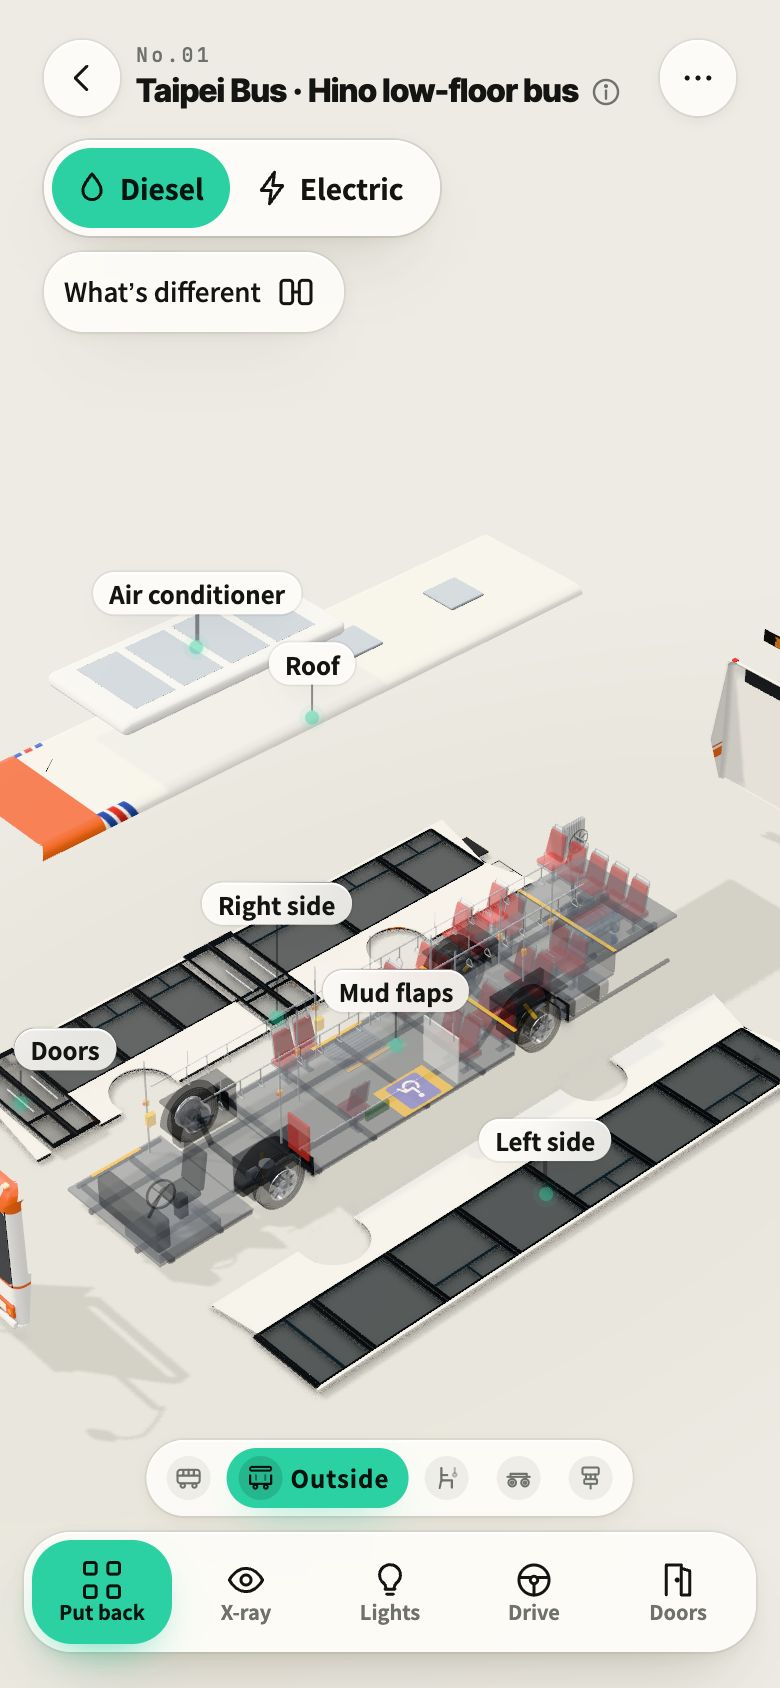 No.01
Taipei Bus · Hino low-floor bus
Diesel
Electric
What’s different
Air conditioner
Roof
Right side
Mud flaps
Doors
Left side
Outside
Put back
X-ray
Lights
Drive
Doors